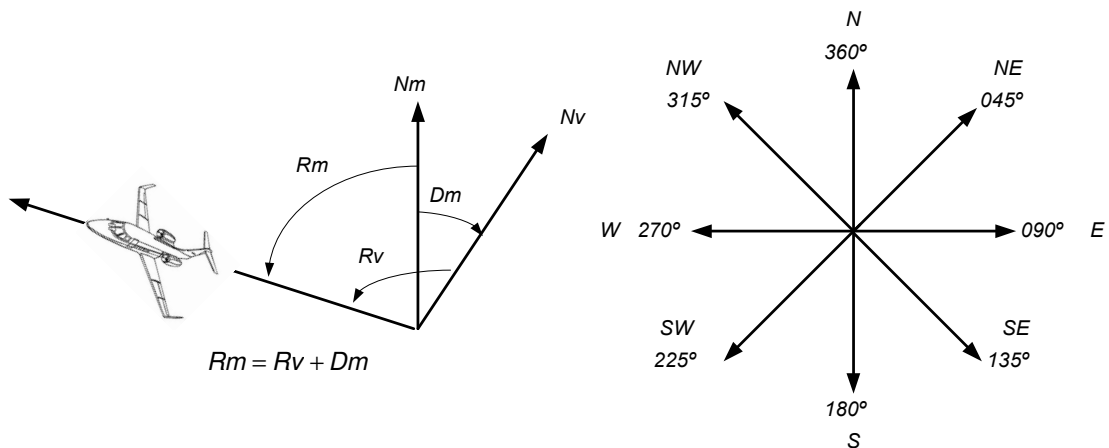 Nm
Nv
Rm
Dm
Rv
Rm = Rv + Dm
N
360º
NW
NE
315º
045º
W 270º
090º E
SW
SE
225º
135º
180º
S